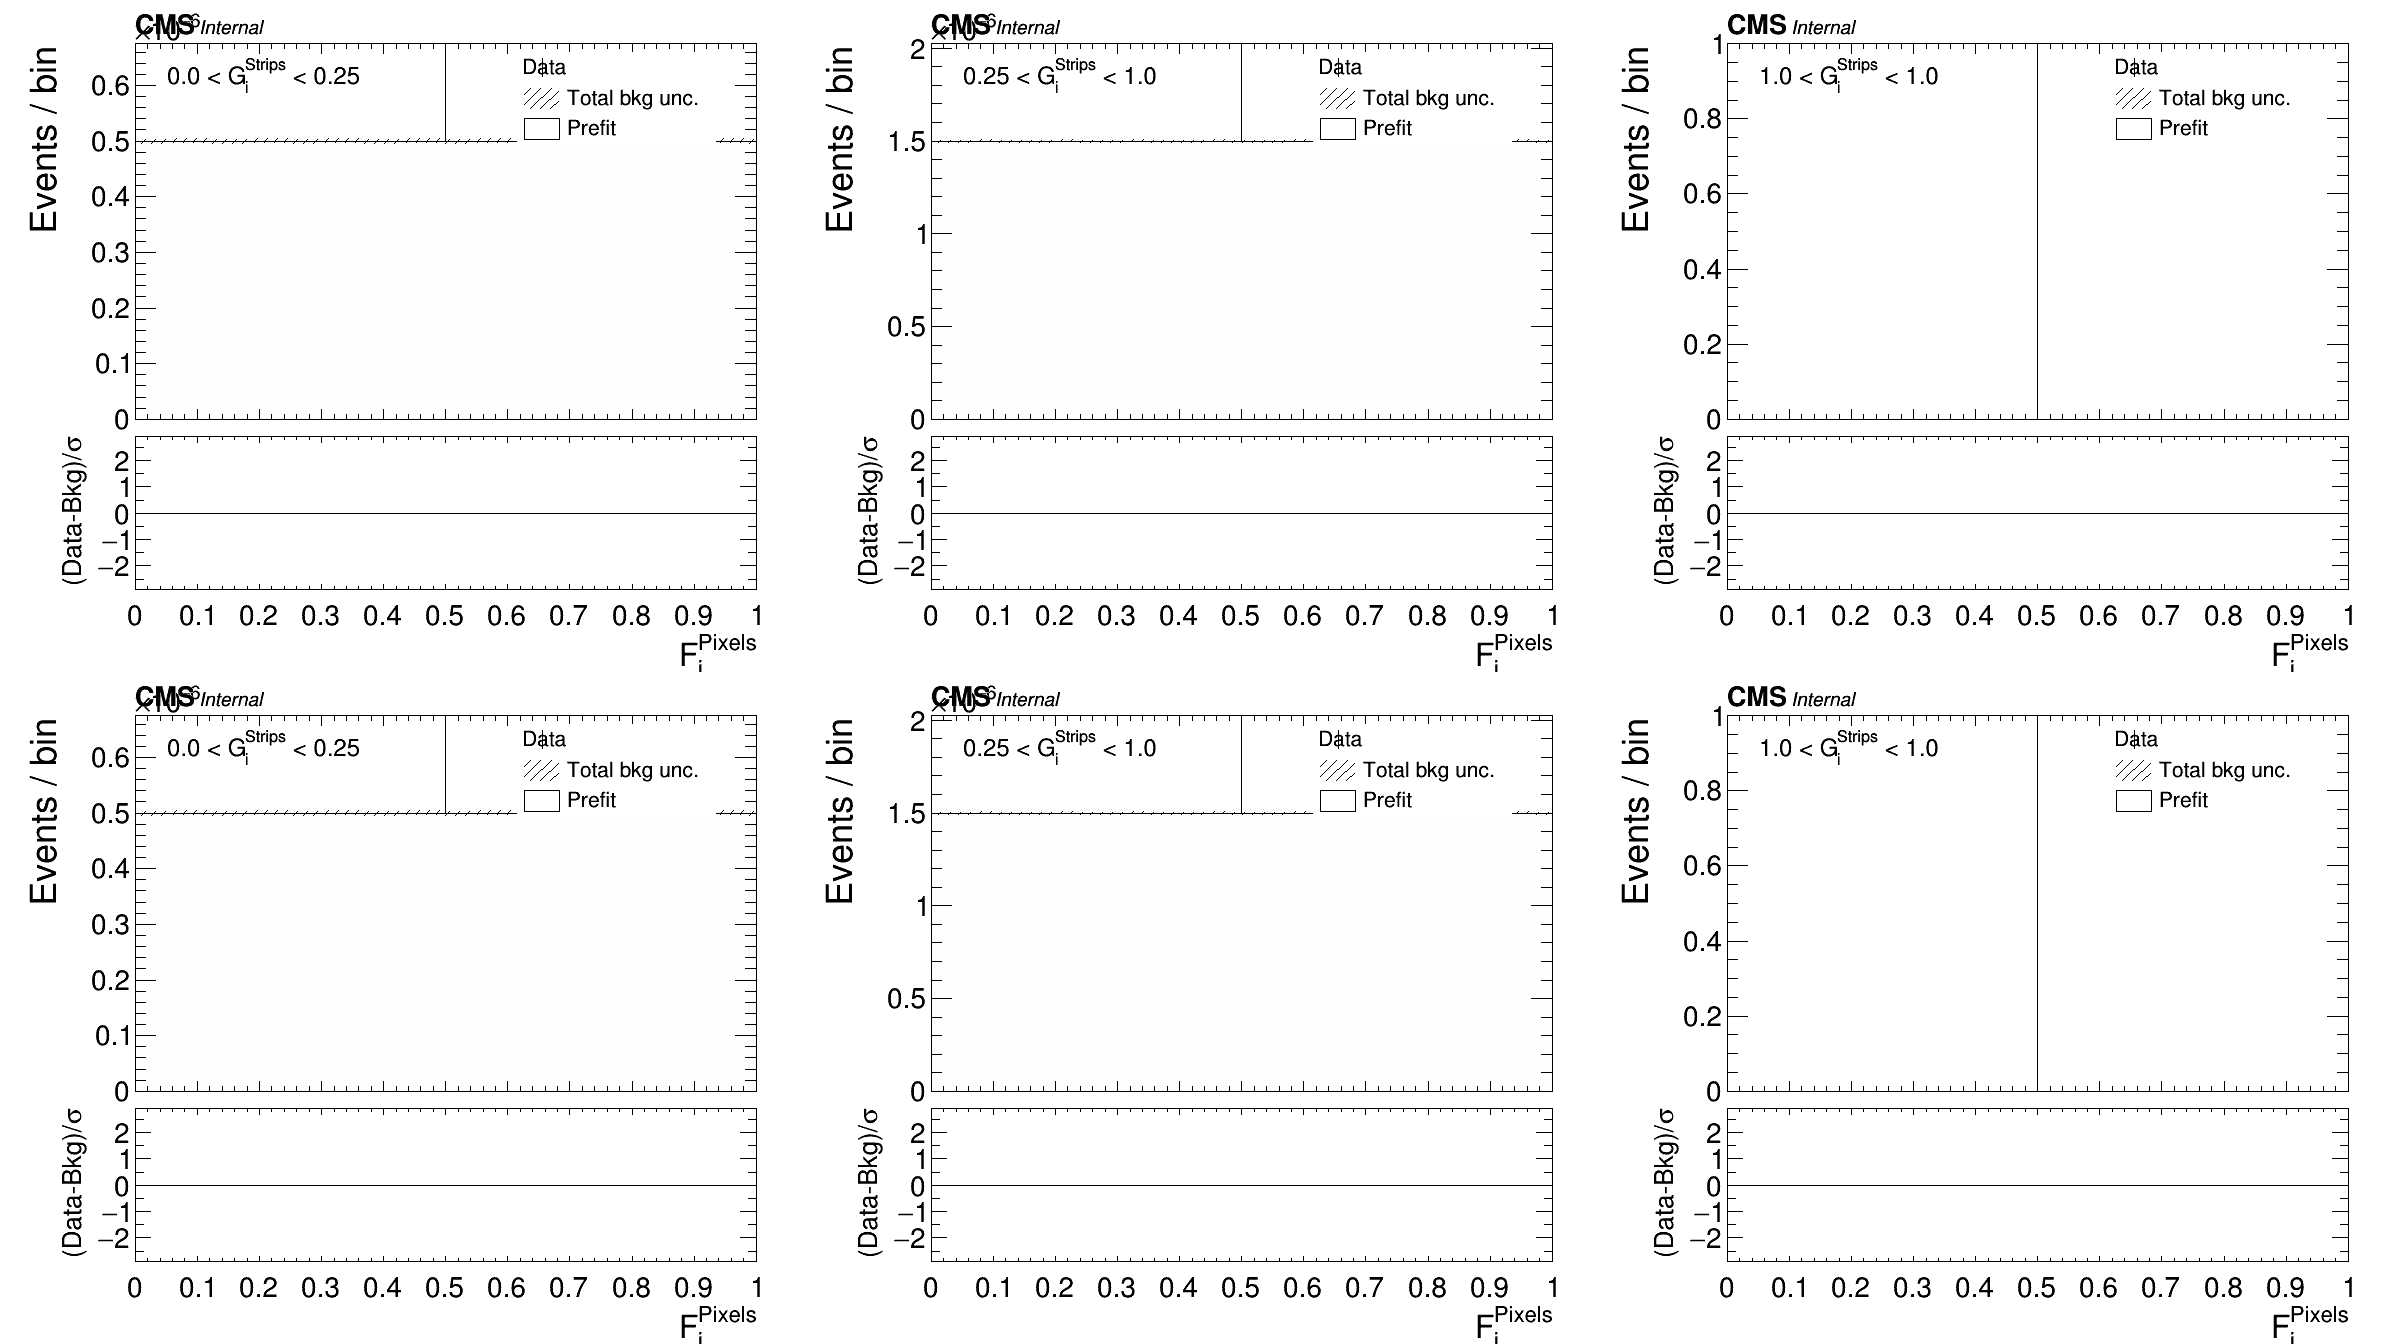 CMS Internal
×10⁻⁶
Events / bin
0.0 < G_i^Strips < 0.25
Data
Total bkg unc.
Prefit
0.6
0.5
0.4
0.3
0.2
0.1
0
(Data-Bkg)/σ
2
1
0
−1
−2
0 0.1 0.2 0.3 0.4 0.5 0.6 0.7 0.8 0.9 1
F_i^Pixels
CMS Internal
×10⁻⁶
Events / bin
0.25 < G_i^Strips < 1.0
Data
Total bkg unc.
Prefit
2
1.5
1
0.5
0
(Data-Bkg)/σ
2
1
0
−1
−2
0 0.1 0.2 0.3 0.4 0.5 0.6 0.7 0.8 0.9 1
F_i^Pixels
CMS Internal
Events / bin
1.0 < G_i^Strips < 1.0
Data
Total bkg unc.
Prefit
1
0.8
0.6
0.4
0.2
0
(Data-Bkg)/σ
2
1
0
−1
−2
0 0.1 0.2 0.3 0.4 0.5 0.6 0.7 0.8 0.9 1
F_i^Pixels
CMS Internal
×10⁻⁶
Events / bin
0.0 < G_i^Strips < 0.25
Data
Total bkg unc.
Prefit
0.6
0.5
0.4
0.3
0.2
0.1
0
(Data-Bkg)/σ
2
1
0
−1
−2
0 0.1 0.2 0.3 0.4 0.5 0.6 0.7 0.8 0.9 1
F_i^Pixels
CMS Internal
×10⁻⁶
Events / bin
0.25 < G_i^Strips < 1.0
Data
Total bkg unc.
Prefit
2
1.5
1
0.5
0
(Data-Bkg)/σ
2
1
0
−1
−2
0 0.1 0.2 0.3 0.4 0.5 0.6 0.7 0.8 0.9 1
F_i^Pixels
CMS Internal
Events / bin
1.0 < G_i^Strips < 1.0
Data
Total bkg unc.
Prefit
1
0.8
0.6
0.4
0.2
0
(Data-Bkg)/σ
2
1
0
−1
−2
0 0.1 0.2 0.3 0.4 0.5 0.6 0.7 0.8 0.9 1
F_i^Pixels